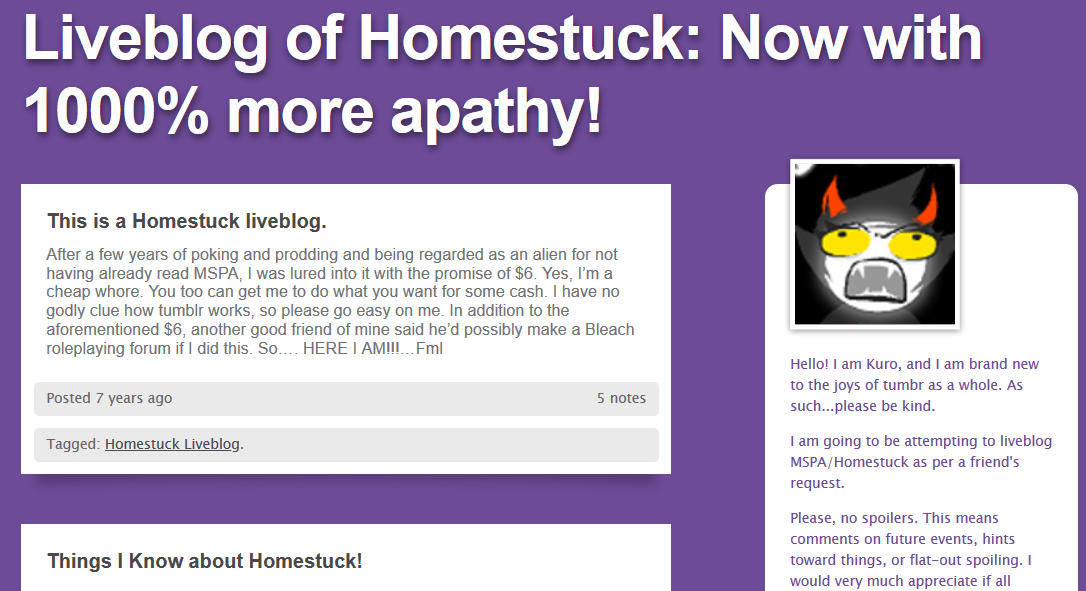 Liveblog of Homestuck: Now with
1000% more apathy!
This is a Homestuck liveblog.
After a few years of poking and prodding and being regarded as an alien for not
having already read MSPA, I was lured into it with the promise of $6. Yes, I'm a
cheap whore. You too can get me to do what you want for some cash. I have no
godly clue how tumblr works, so please go easy on me. In addition to the
aforementioned $6, another good friend of mine said he'd possibly make a Bleach
roleplaying forum if I did this. So…. HERE I AM!!!…Fml
Posted 7 years ago
5 notes
Tagged: Homestuck Liveblog.
Things I Know about Homestuck!
Hello! I am Kuro, and I am brand new
to the joys of tumbr as a whole. As
such...please be kind.
I am going to be attempting to liveblog
MSPA/Homestuck as per a friend's
request.
Please, no spoilers. This means
comments on future events, hints
toward things, or flat-out spoiling. I
would very much appreciate if all